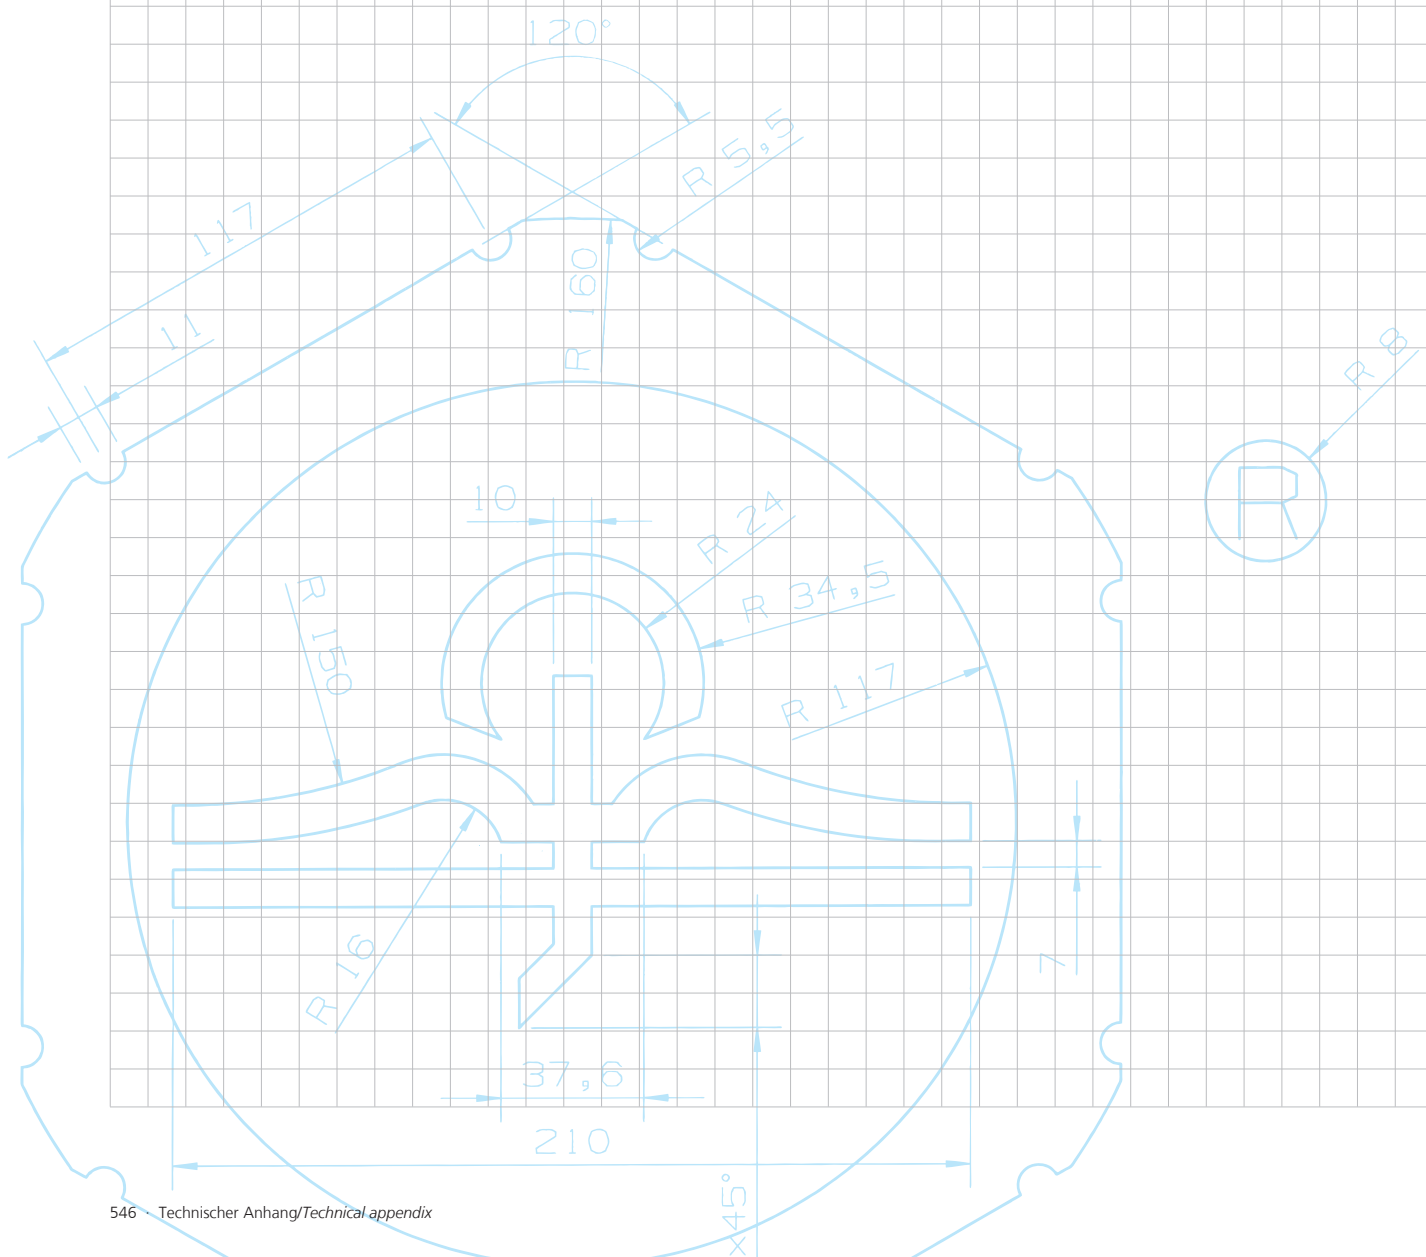 120°
R 5,5
117
R 160
11
R 8
R
10
R 24
R 34,5
R 150
R 117
R 16
7
37,6
210
x45°
546 · Technischer Anhang/Technical appendix